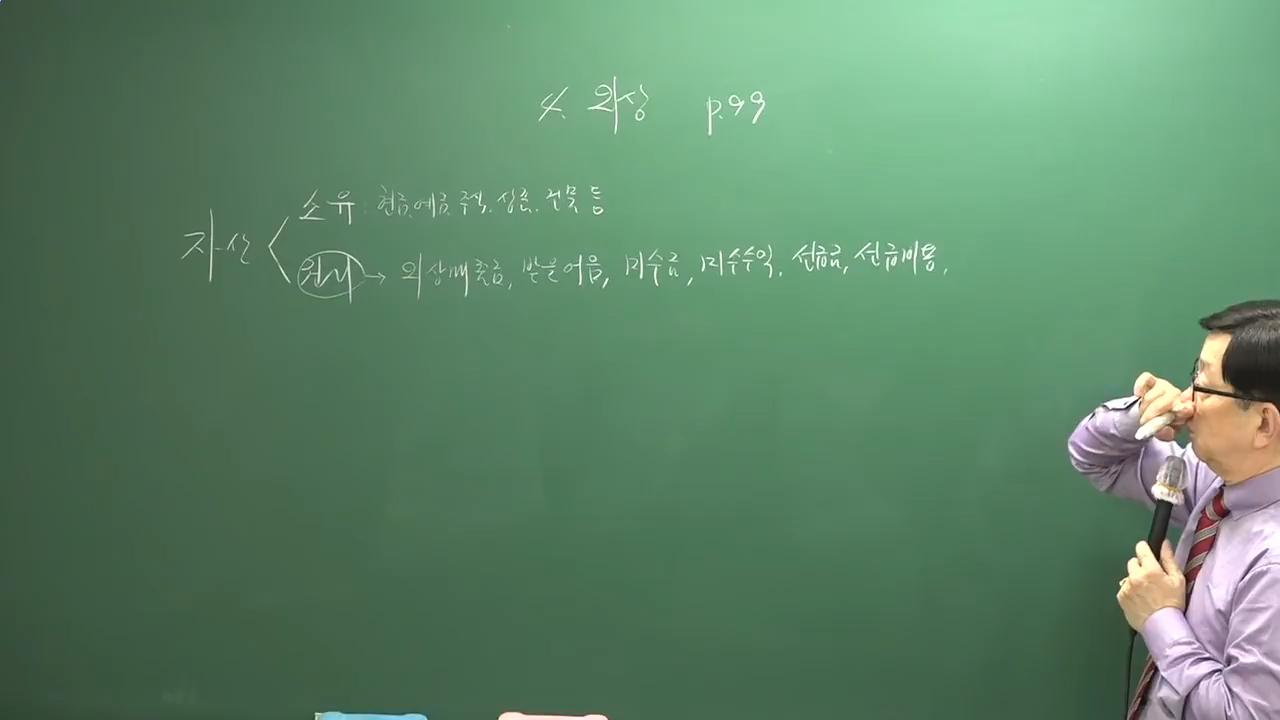 4. 외상 p.99
소유 : 현금, 예금, 주식, 상품, 건물 등
자산
권리 → 외상매출금, 받을어음, 미수금, 미수수익, 선급금, 선급비용,